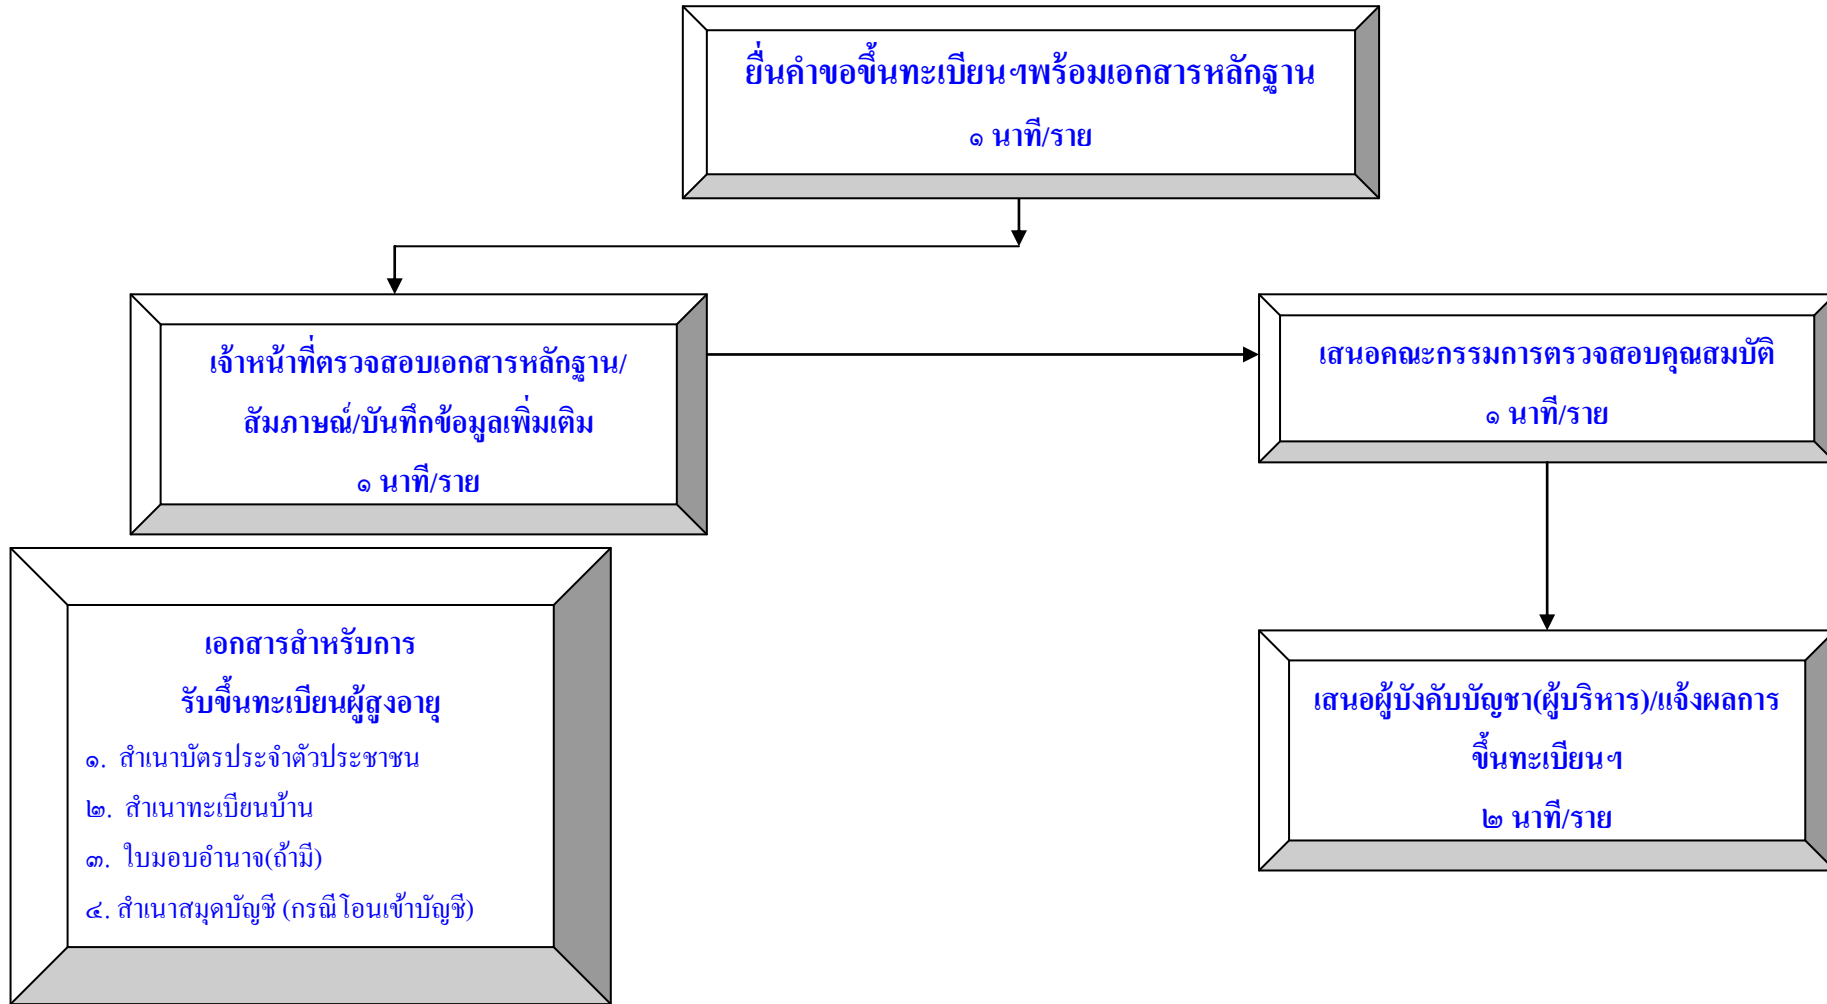 ยื่นคำขอขึ้นทะเบียนฯพร้อมเอกสารหลักฐาน
๑ นาที/ราย
เจ้าหน้าที่ตรวจสอบเอกสารหลักฐาน/
สัมภาษณ์/บันทึกข้อมูลเพิ่มเติม
๑ นาที/ราย
เสนอคณะกรรมการตรวจสอบคุณสมบัติ
๑ นาที/ราย
เอกสารสำหรับการ
รับขึ้นทะเบียนผู้สูงอายุ
๑. สำเนาบัตรประจำตัวประชาชน
๒. สำเนาทะเบียนบ้าน
๓. ใบมอบอำนาจ(ถ้ามี)
๔. สำเนาสมุดบัญชี (กรณีโอนเข้าบัญชี)
เสนอผู้บังคับบัญชา(ผู้บริหาร)/แจ้งผลการ
ขึ้นทะเบียนฯ
๒ นาที/ราย